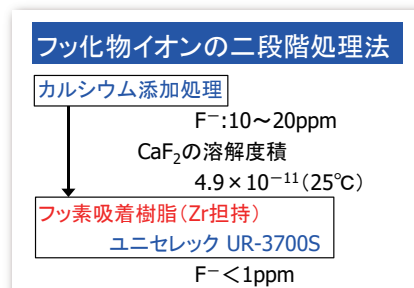 フッ化物イオンの二段階処理法
カルシウム添加処理
F⁻:10～20ppm
CaF₂の溶解度積
4.9×10⁻¹¹(25℃)
フッ素吸着樹脂(Zr担持)
ユニセレック UR-3700S
F⁻＜1ppm